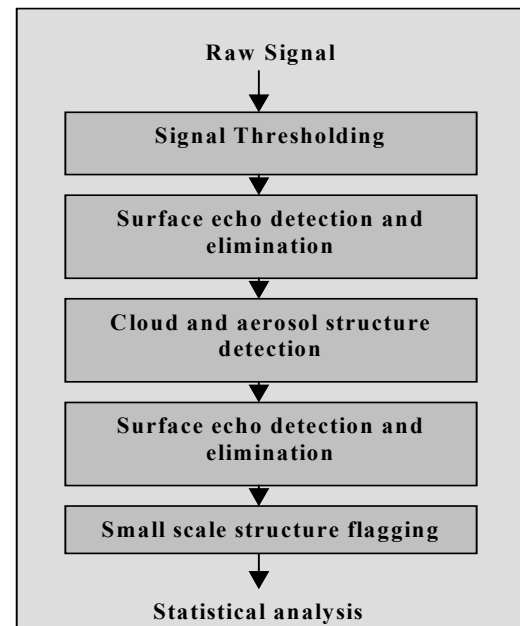 Raw Signal
Signal Thresholding
Surface echo detection and
elimination
Cloud and aerosol structure
detection
Surface echo detection and
elimination
Small scale structure flagging
Statistical analysis